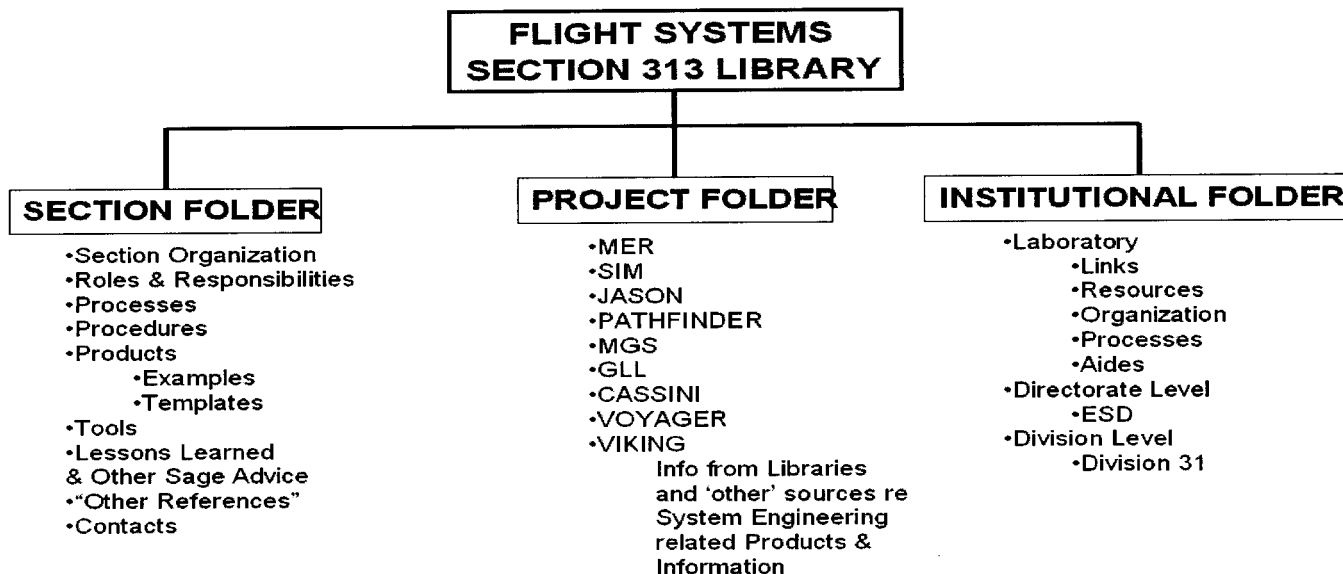 FLIGHT SYSTEMS
SECTION 313 LIBRARY
SECTION FOLDER
•Section Organization
•Roles & Responsibilities
•Processes
•Procedures
•Products
•Examples
•Templates
•Tools
•Lessons Learned
& Other Sage Advice
•“Other References”
•Contacts
PROJECT FOLDER
•MER
•SIM
•JASON
•PATHFINDER
•MGS
•GLL
•CASSINI
•VOYAGER
•VIKING
Info from Libraries
and ‘other’ sources re
System Engineering
related Products &
Information
INSTITUTIONAL FOLDER
•Laboratory
•Links
•Resources
•Organization
•Processes
•Aides
•Directorate Level
•ESD
•Division Level
•Division 31